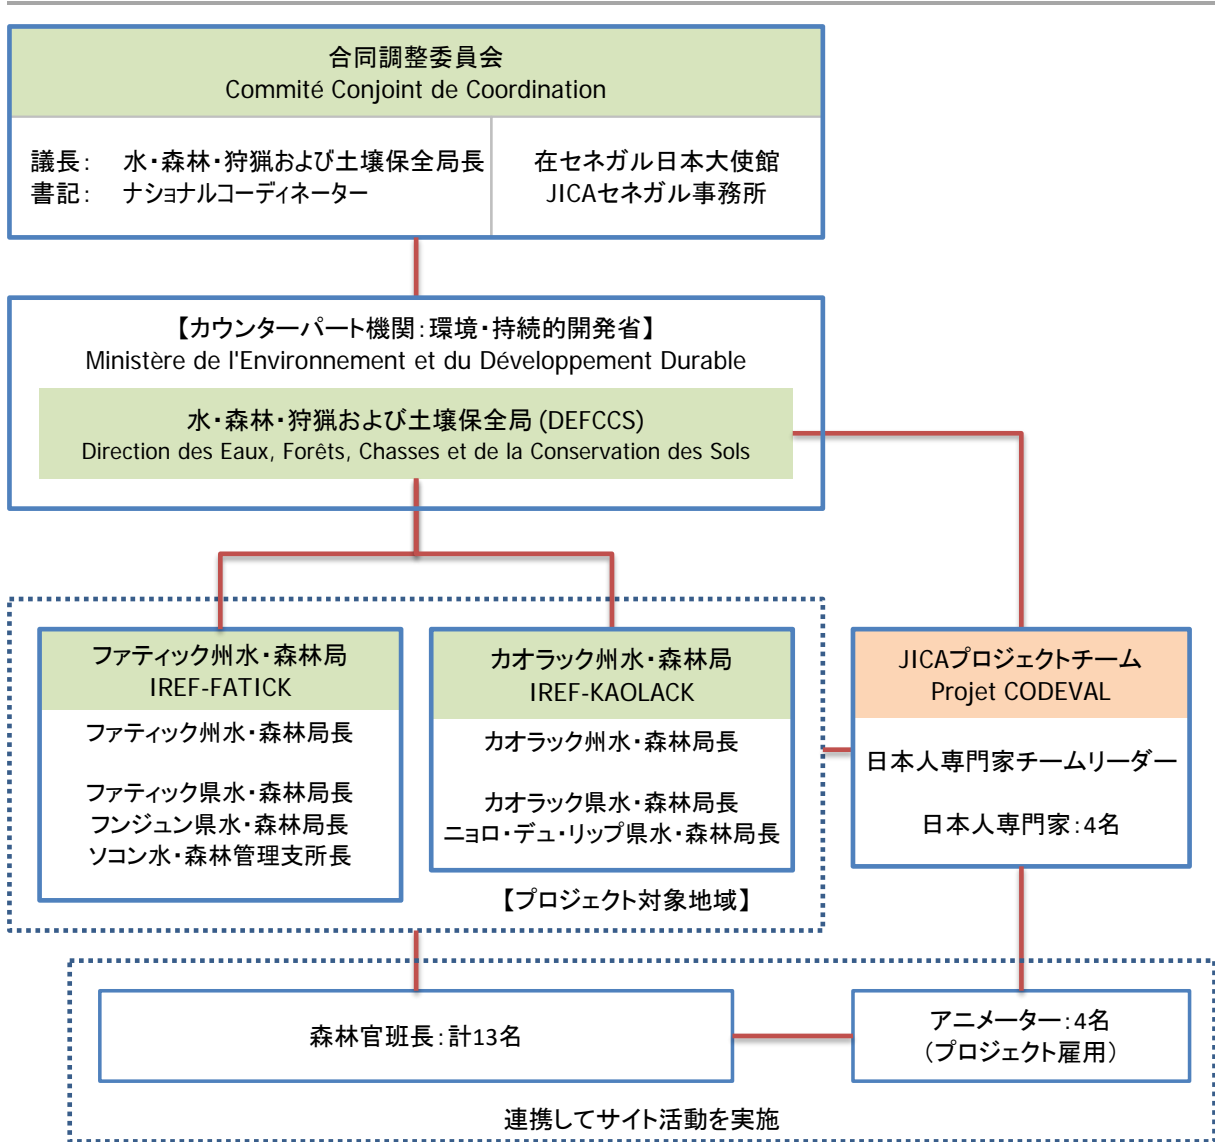 合同調整委員会
Commité Conjoint de Coordination
議長： 水・森林・狩猟および土壌保全局長
書記： ナショナルコーディネーター
在セネガル日本大使館
JICAセネガル事務所
【カウンターパート機関：環境・持続的開発省】
Ministère de l'Environnement et du Développement Durable
水・森林・狩猟および土壌保全局 (DEFCCS)
Direction des Eaux, Forêts, Chasses et de la Conservation des Sols
ファティック州水・森林局
IREF-FATICK
ファティック州水・森林局長
ファティック県水・森林局長
フンジュン県水・森林局長
ソコン水・森林管理支所長
カオラック州水・森林局
IREF-KAOLACK
カオラック州水・森林局長
カオラック県水・森林局長
ニョロ・デュ・リップ県水・森林局長
【プロジェクト対象地域】
JICAプロジェクトチーム
Projet CODEVAL
日本人専門家チームリーダー
日本人専門家：4名
森林官班長：計13名
アニメーター：4名
（プロジェクト雇用）
連携してサイト活動を実施